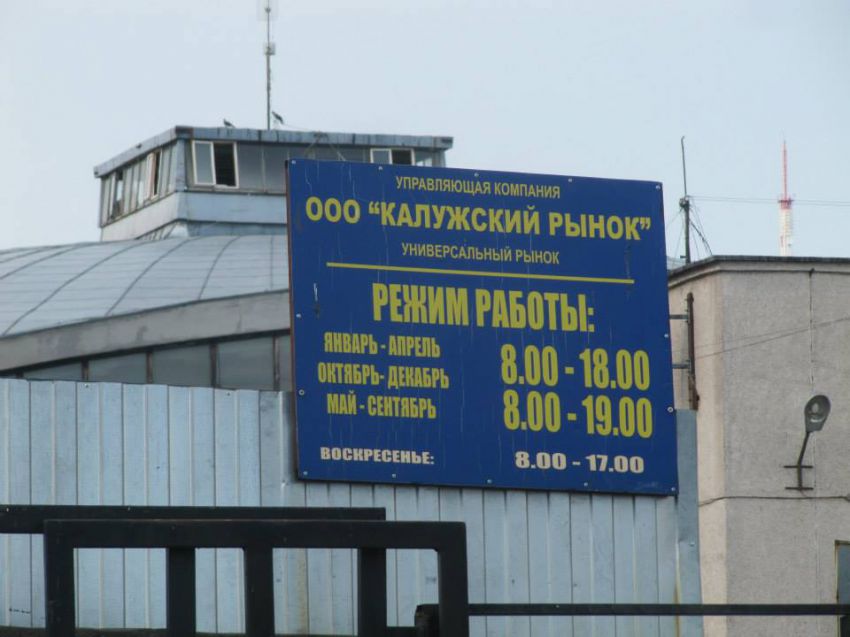 УПРАВЛЯЮЩАЯ КОМПАНИЯ
ООО "КАЛУЖСКИЙ РЫНОК"
УНИВЕРСАЛЬНЫЙ РЫНОК
РЕЖИМ РАБОТЫ:
ЯНВАРЬ - АПРЕЛЬ
ОКТЯБРЬ- ДЕКАБРЬ 8.00 - 18.00
МАЙ - СЕНТЯБРЬ 8.00 - 19.00
ВОСКРЕСЕНЬЕ: 8.00 - 17.00